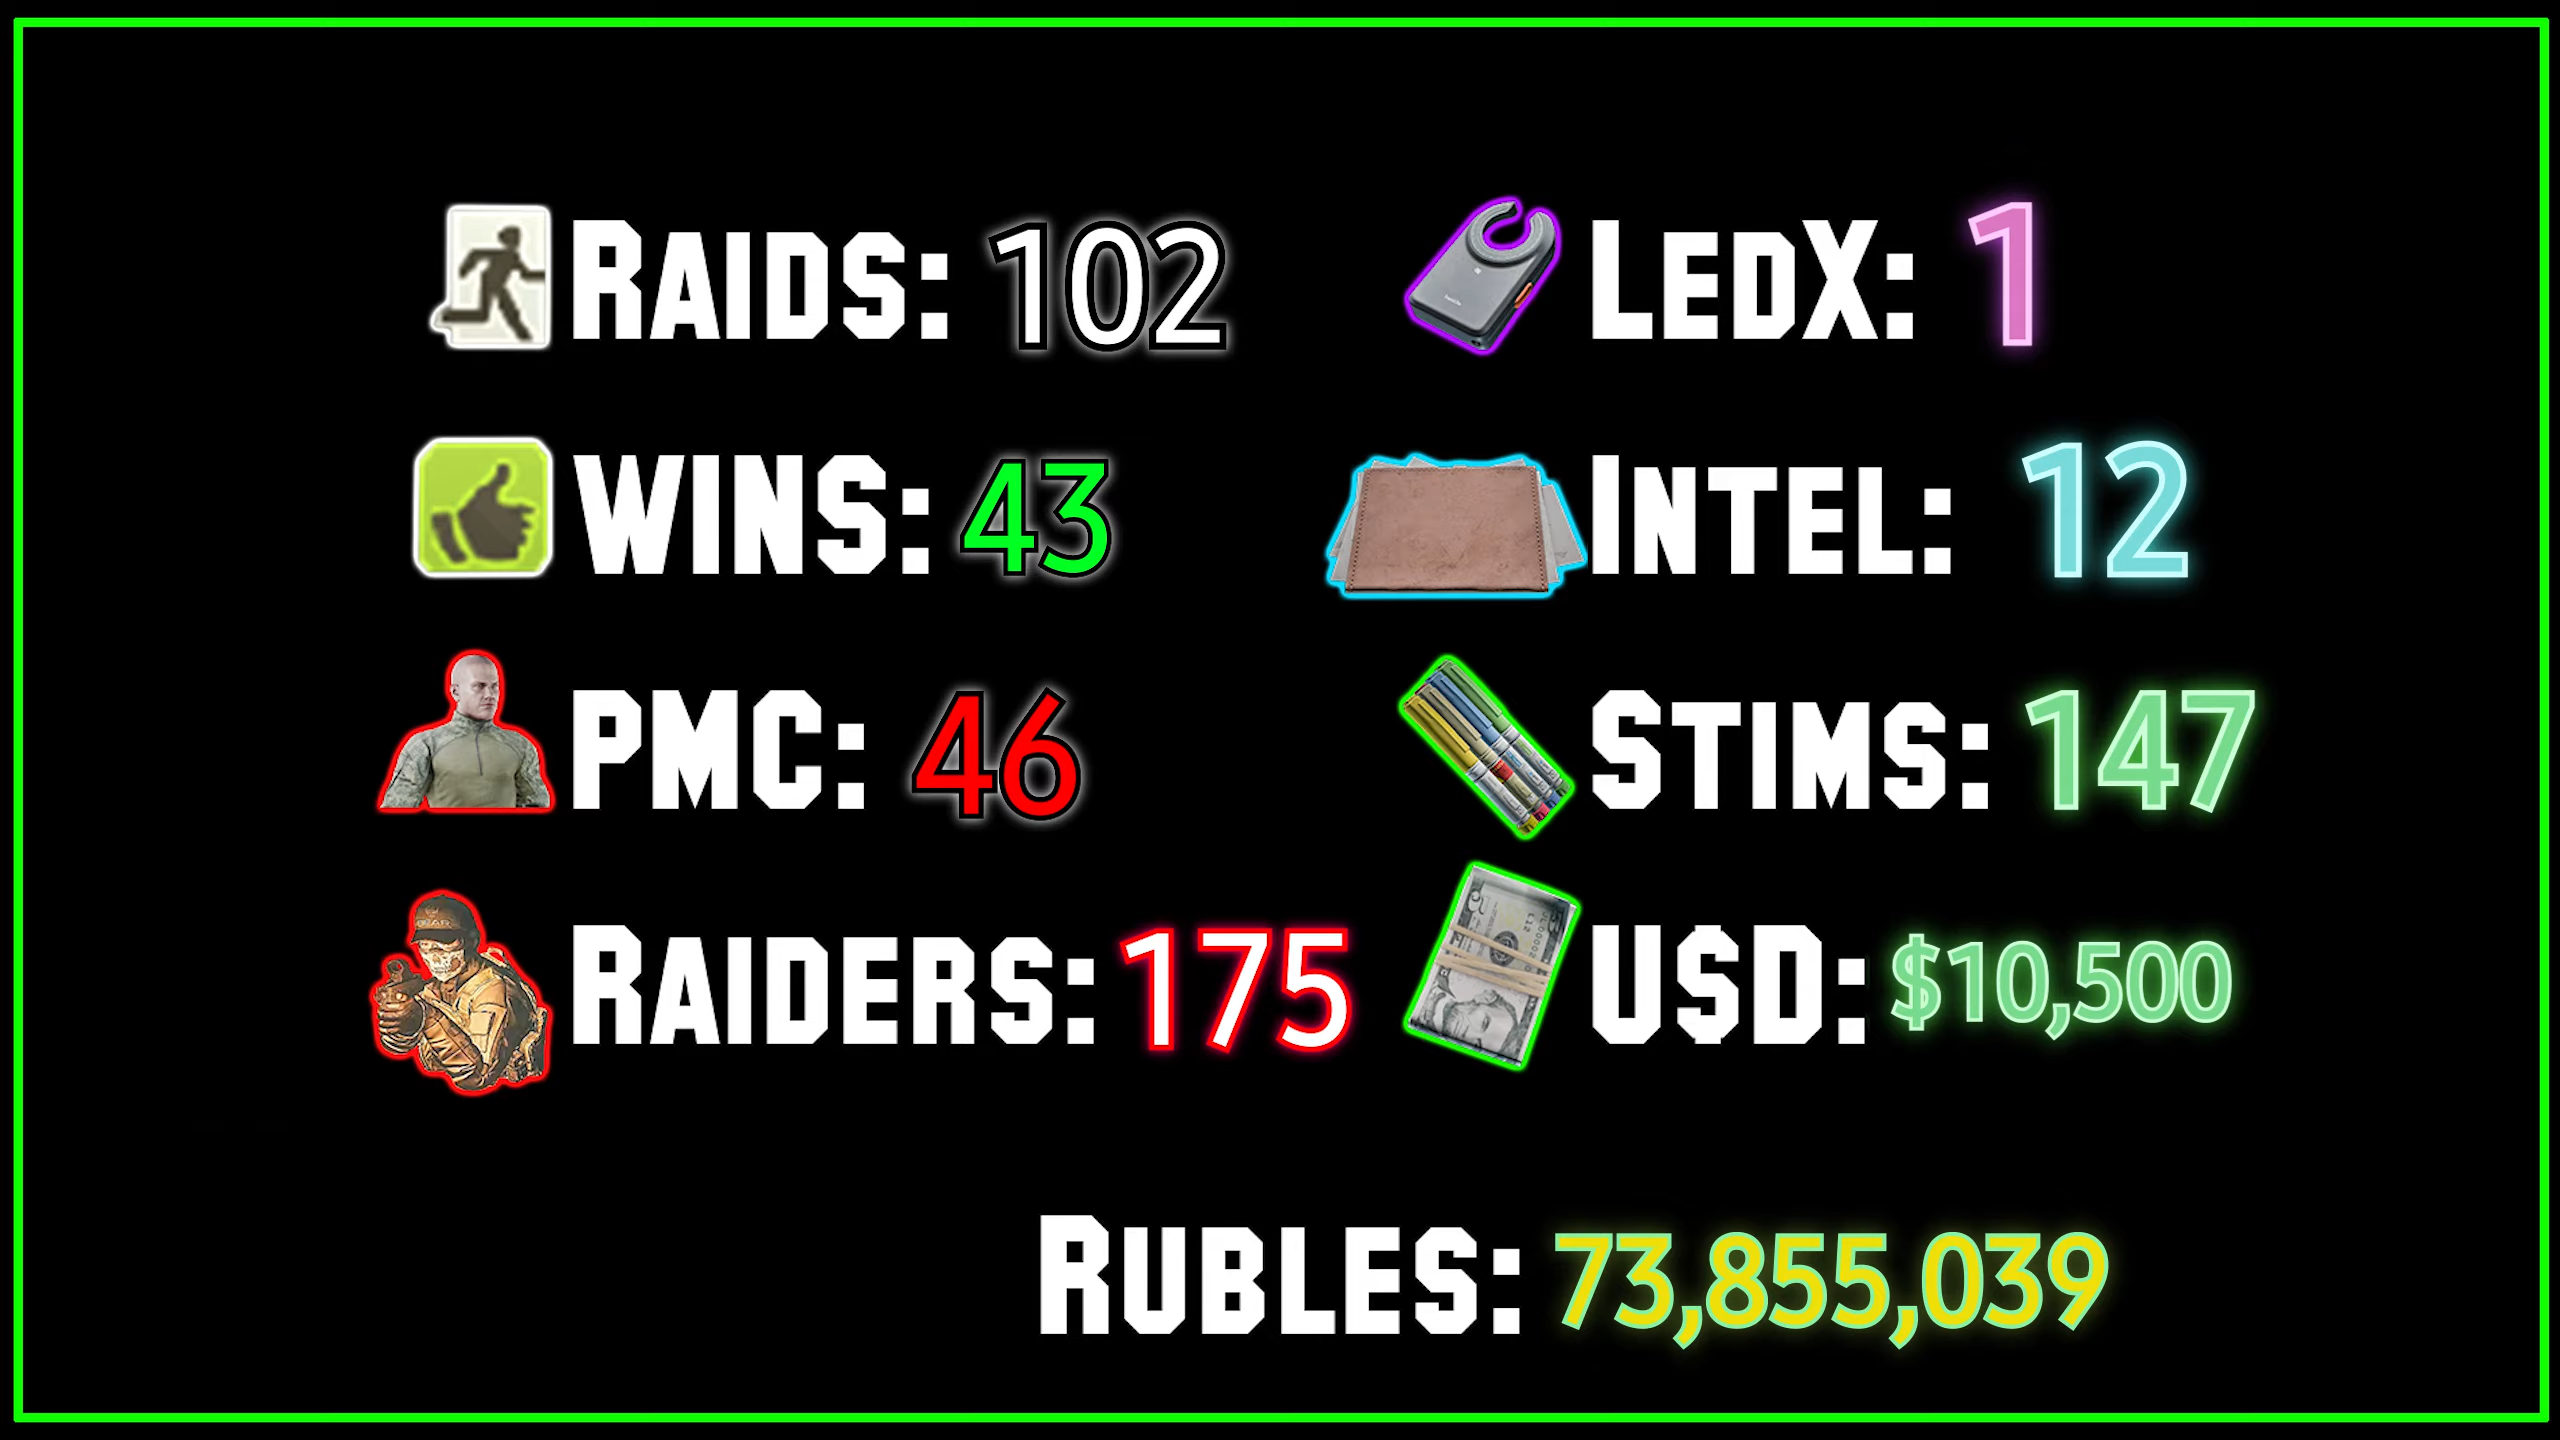 RAIDS: 102
WINS: 43
PMC: 46
RAIDERS: 175
LEDX: 1
INTEL: 12
STIMS: 147
U$D: $10,500
RUBLES: 73,855,039